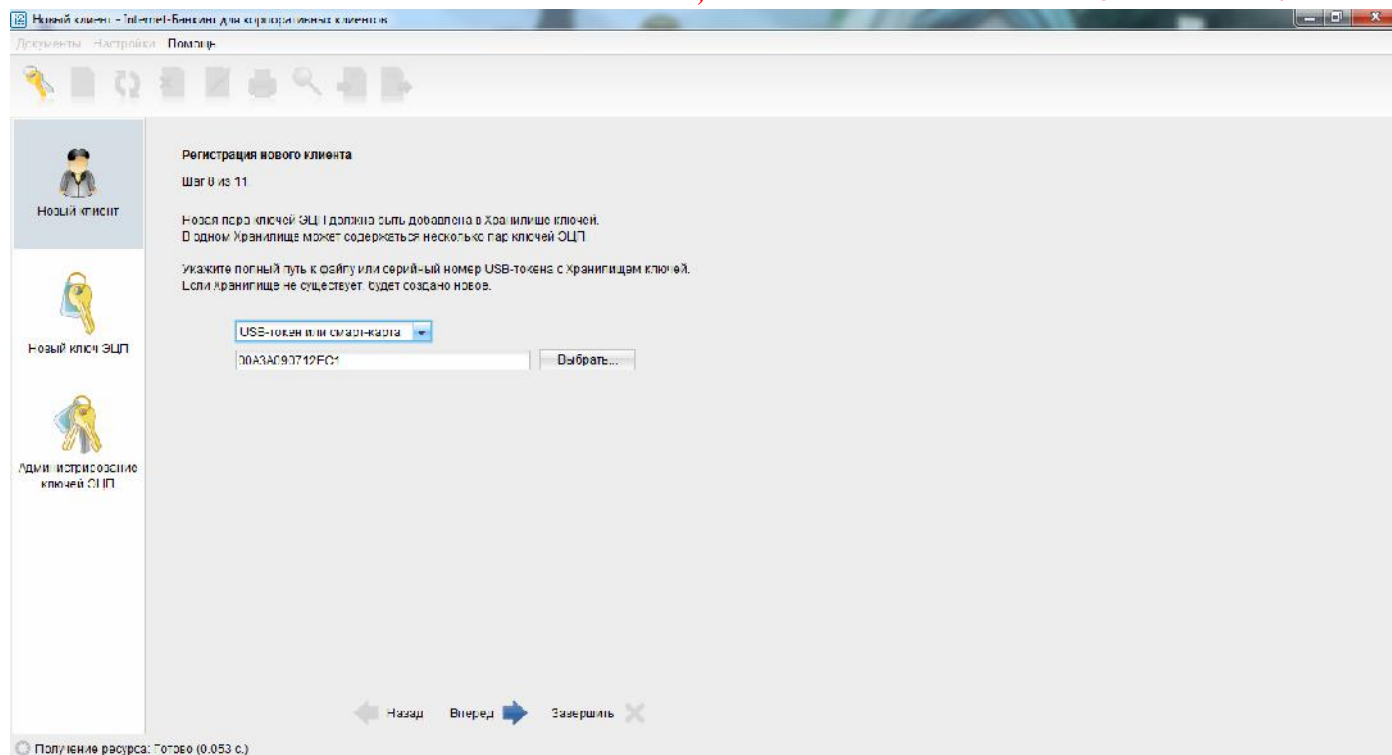 Новый клиент - Internet-Банкинг для корпоративных клиентов
Документы Настройки Помощь
Новый клиент
Новый ключ ЭЦП
Администрирование
ключей ЭЦП
Регистрация нового клиента
Шаг 8 из 11.
Новая пара ключей ЭЦП должна быть добавлена в Хранилище ключей.
В одном Хранилище может содержаться несколько пар ключей ЭЦП.
Укажите полный путь к файлу или серийный номер USB-токена с Хранилищем ключей.
Если Хранилище не существует, будет создано новое.
USB-токен или смарт-карта
Выбрать...
Назад Вперед Завершить
Получение ресурса: Готово (0.053 с.)